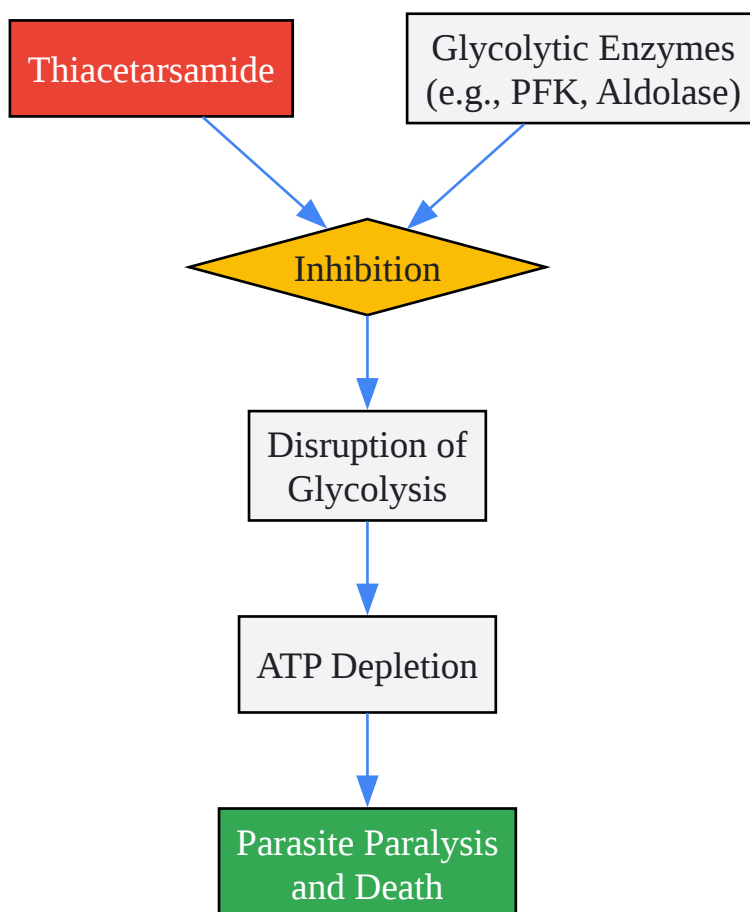 Thiacetarsamide
Glycolytic Enzymes
(e.g., PFK, Aldolase)
Inhibition
Disruption of
Glycolysis
ATP Depletion
Parasite Paralysis
and Death